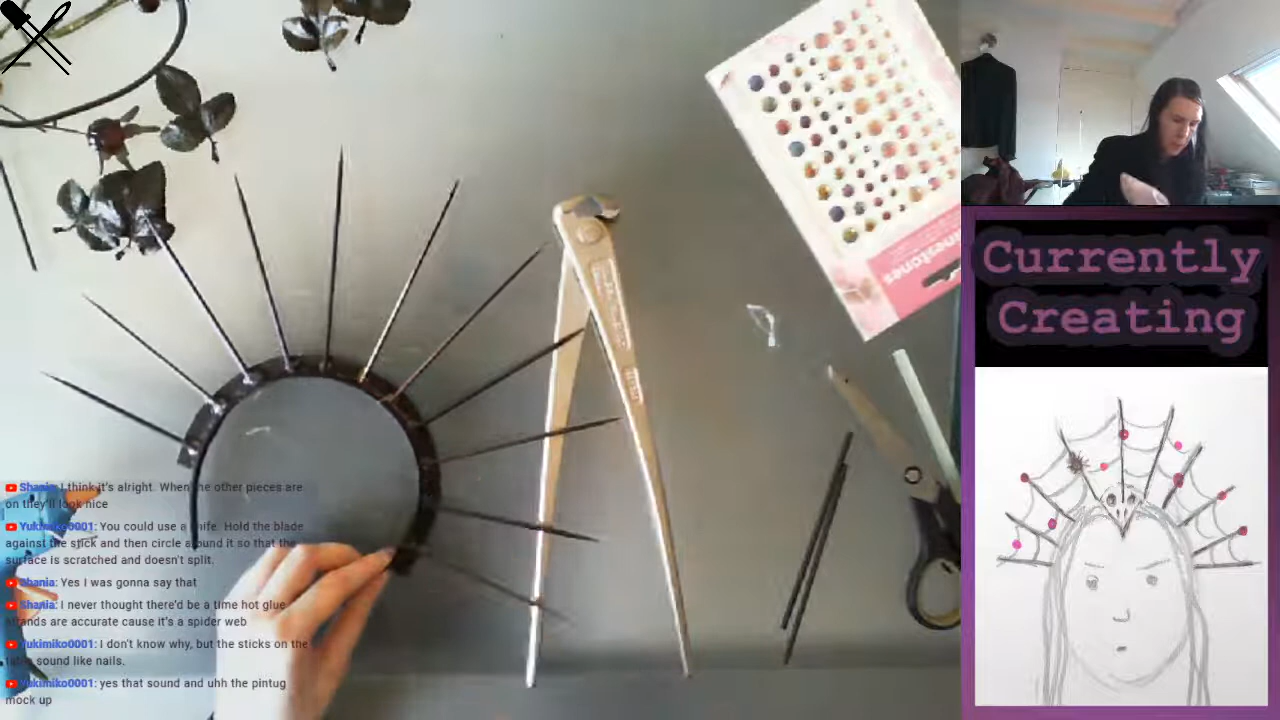 Currently
Creating
Shania: I think it's alright. When the other pieces are
on they'll look nice
Yukimiko0001: You could use a knife. Hold the blade
against the stick and then circle around it so that the
surface is scratched and doesn't split.
Shania: Yes I was gonna say that
Shania: I never thought there'd be a time hot glue
strands are accurate cause it's a spider web
Yukimiko0001: I don't know why, but the sticks on the
table sound like nails.
Yukimiko0001: yes that sound and uhh the pintug
mock up